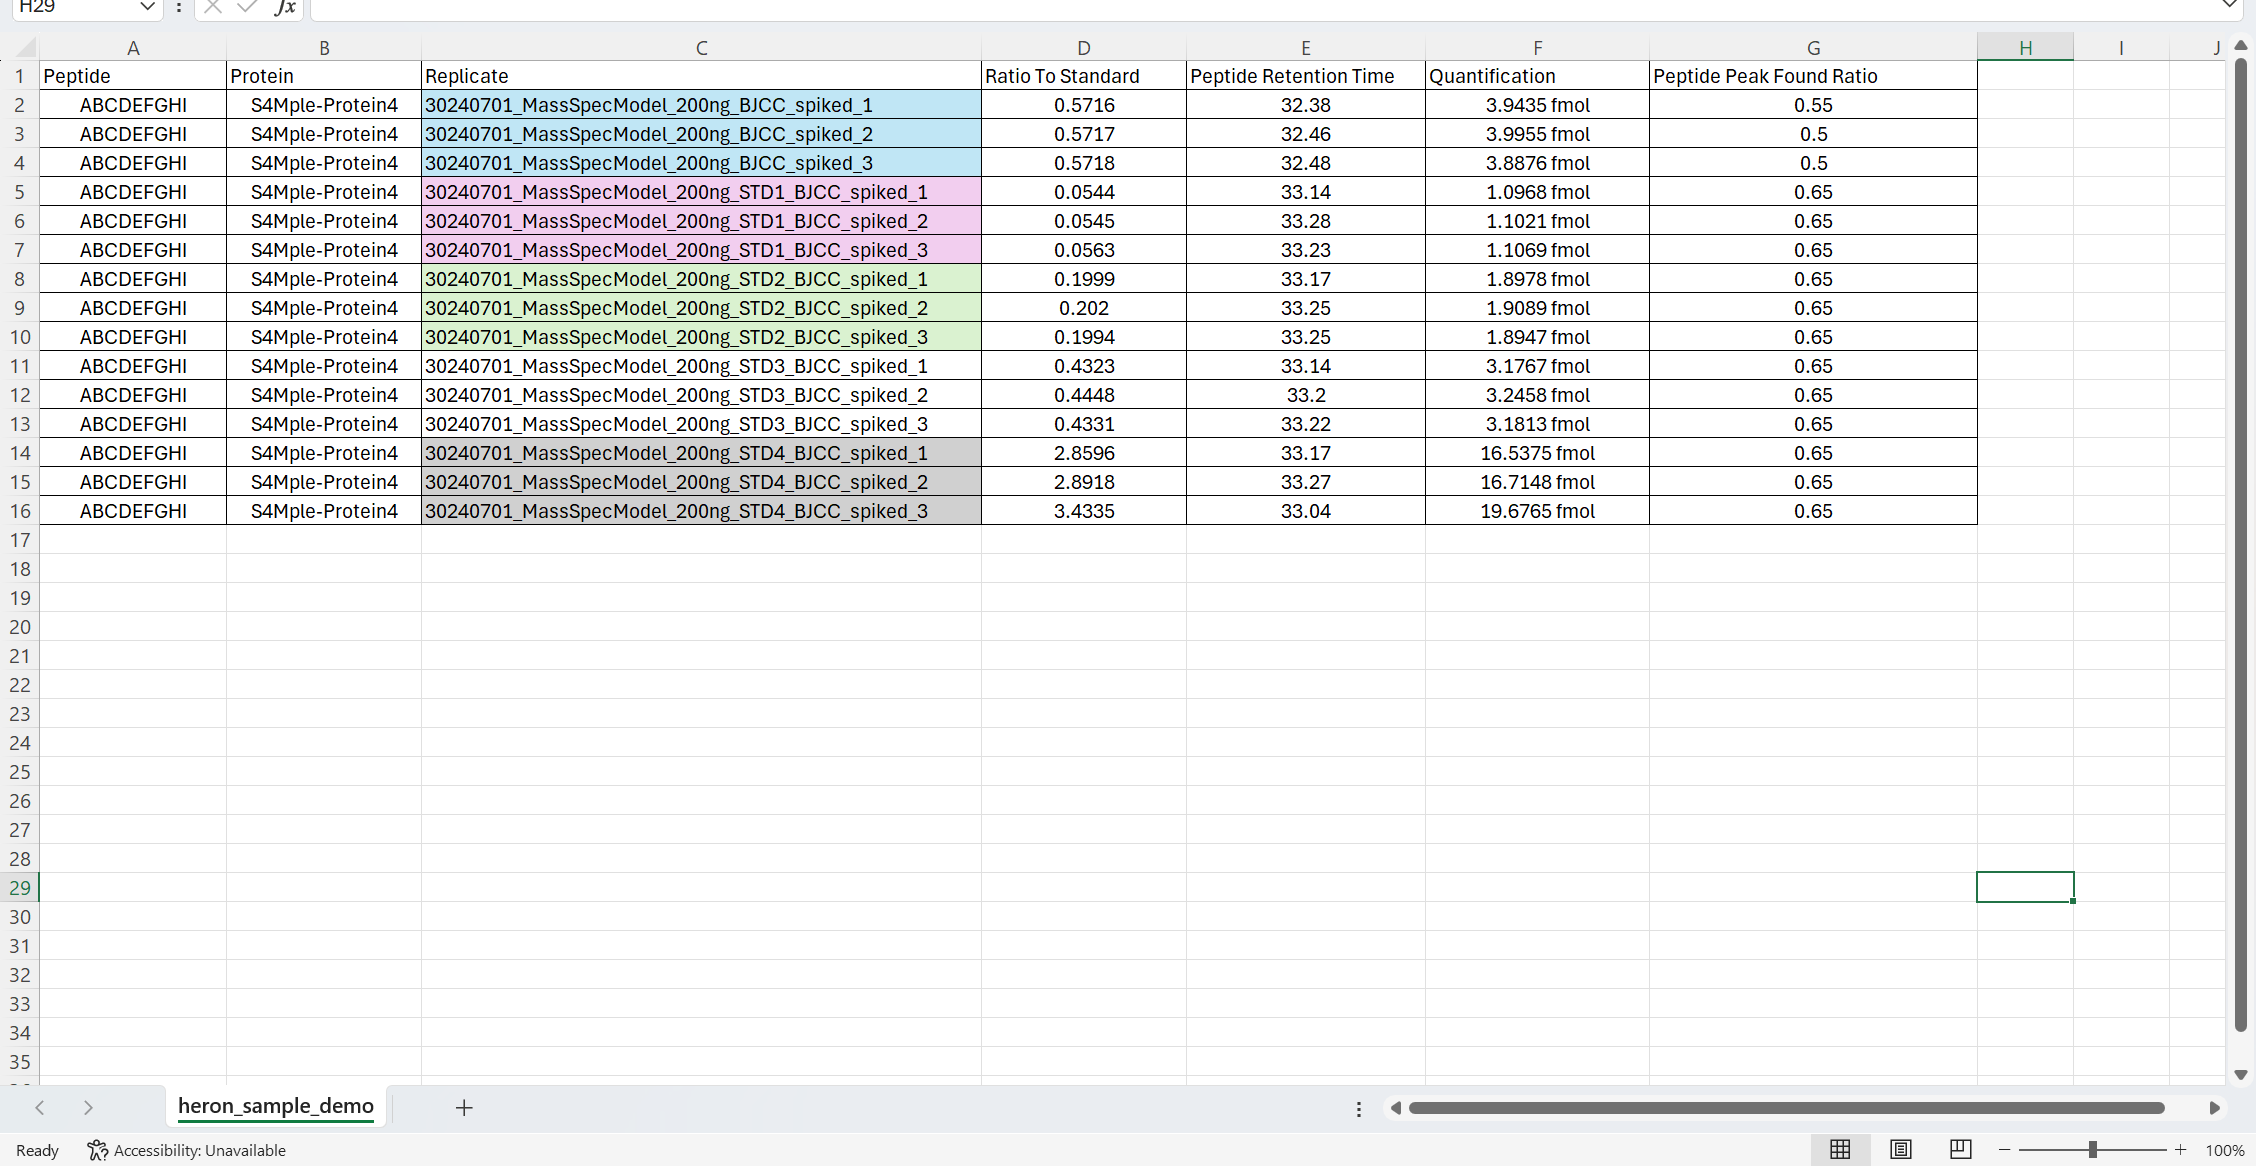 H29
fx
A B C D E F G H I J
1 Peptide Protein Replicate Ratio To Standard Peptide Retention Time Quantification Peptide Peak Found Ratio
2 ABCDEFGHI S4Mple-Protein4 30240701_MassSpecModel_200ng_BJCC_spiked_1 0.5716 32.38 3.9435 fmol 0.55
3 ABCDEFGHI S4Mple-Protein4 30240701_MassSpecModel_200ng_BJCC_spiked_2 0.5717 32.46 3.9955 fmol 0.5
4 ABCDEFGHI S4Mple-Protein4 30240701_MassSpecModel_200ng_BJCC_spiked_3 0.5718 32.48 3.8876 fmol 0.5
5 ABCDEFGHI S4Mple-Protein4 30240701_MassSpecModel_200ng_STD1_BJCC_spiked_1 0.0544 33.14 1.0968 fmol 0.65
6 ABCDEFGHI S4Mple-Protein4 30240701_MassSpecModel_200ng_STD1_BJCC_spiked_2 0.0545 33.28 1.1021 fmol 0.65
7 ABCDEFGHI S4Mple-Protein4 30240701_MassSpecModel_200ng_STD1_BJCC_spiked_3 0.0563 33.23 1.1069 fmol 0.65
8 ABCDEFGHI S4Mple-Protein4 30240701_MassSpecModel_200ng_STD2_BJCC_spiked_1 0.1999 33.17 1.8978 fmol 0.65
9 ABCDEFGHI S4Mple-Protein4 30240701_MassSpecModel_200ng_STD2_BJCC_spiked_2 0.202 33.25 1.9089 fmol 0.65
10 ABCDEFGHI S4Mple-Protein4 30240701_MassSpecModel_200ng_STD2_BJCC_spiked_3 0.1994 33.25 1.8947 fmol 0.65
11 ABCDEFGHI S4Mple-Protein4 30240701_MassSpecModel_200ng_STD3_BJCC_spiked_1 0.4323 33.14 3.1767 fmol 0.65
12 ABCDEFGHI S4Mple-Protein4 30240701_MassSpecModel_200ng_STD3_BJCC_spiked_2 0.4448 33.2 3.2458 fmol 0.65
13 ABCDEFGHI S4Mple-Protein4 30240701_MassSpecModel_200ng_STD3_BJCC_spiked_3 0.4331 33.22 3.1813 fmol 0.65
14 ABCDEFGHI S4Mple-Protein4 30240701_MassSpecModel_200ng_STD4_BJCC_spiked_1 2.8596 33.17 16.5375 fmol 0.65
15 ABCDEFGHI S4Mple-Protein4 30240701_MassSpecModel_200ng_STD4_BJCC_spiked_2 2.8918 33.27 16.7148 fmol 0.65
16 ABCDEFGHI S4Mple-Protein4 30240701_MassSpecModel_200ng_STD4_BJCC_spiked_3 3.4335 33.04 19.6765 fmol 0.65
17
18
19
20
21
22
23
24
25
26
27
28
29
30
31
32
33
34
35
heron_sample_demo
Ready Accessibility: Unavailable 100%